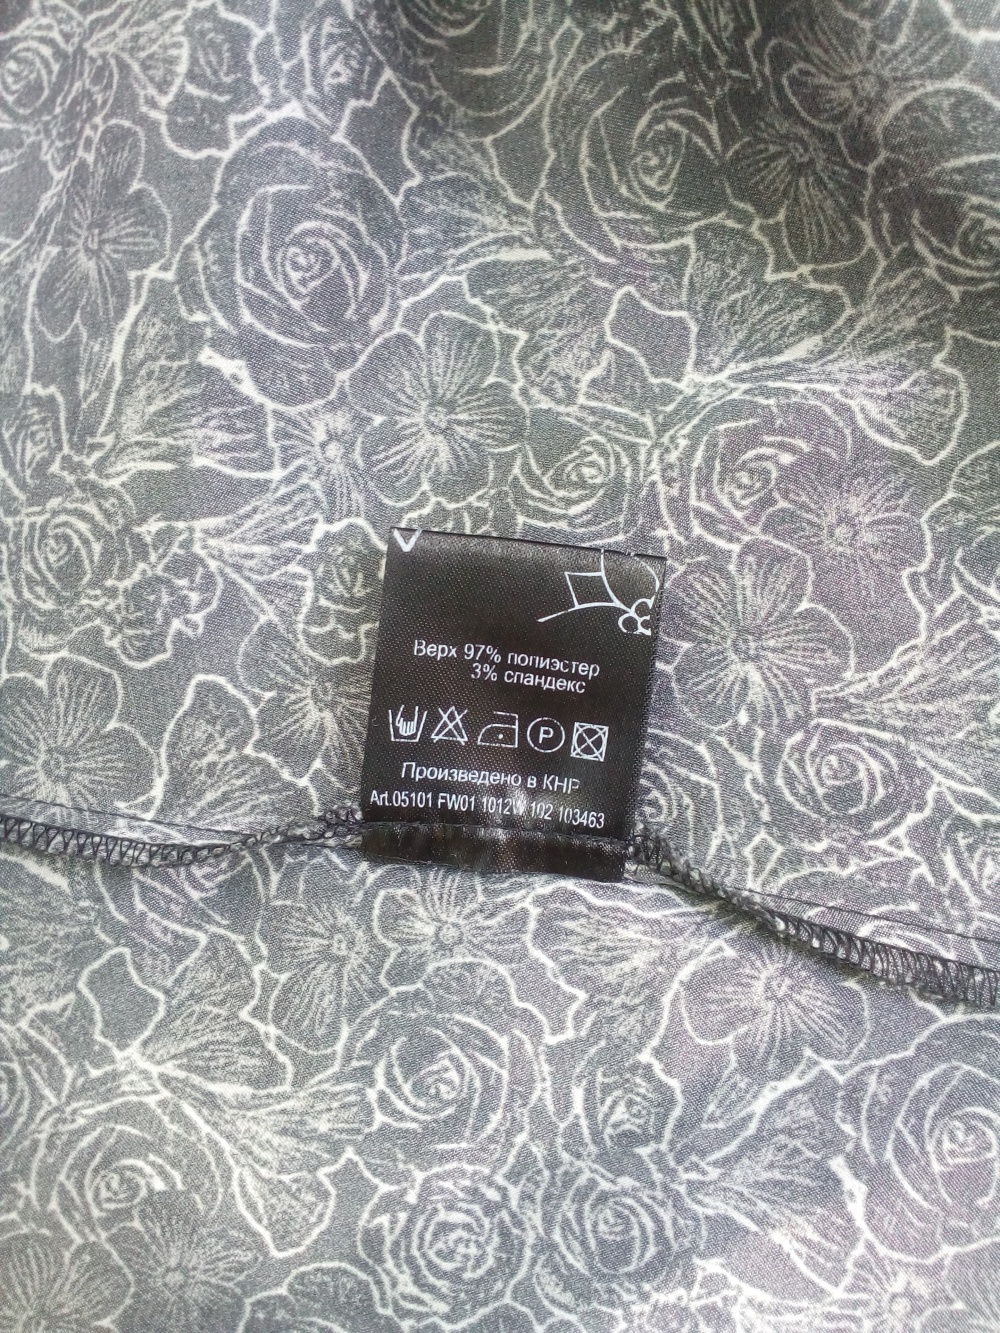 Верх 97% полиэстер
3% спандекс
P
Произведено в КНР
Art.05101 FW01 1012W 102 103463